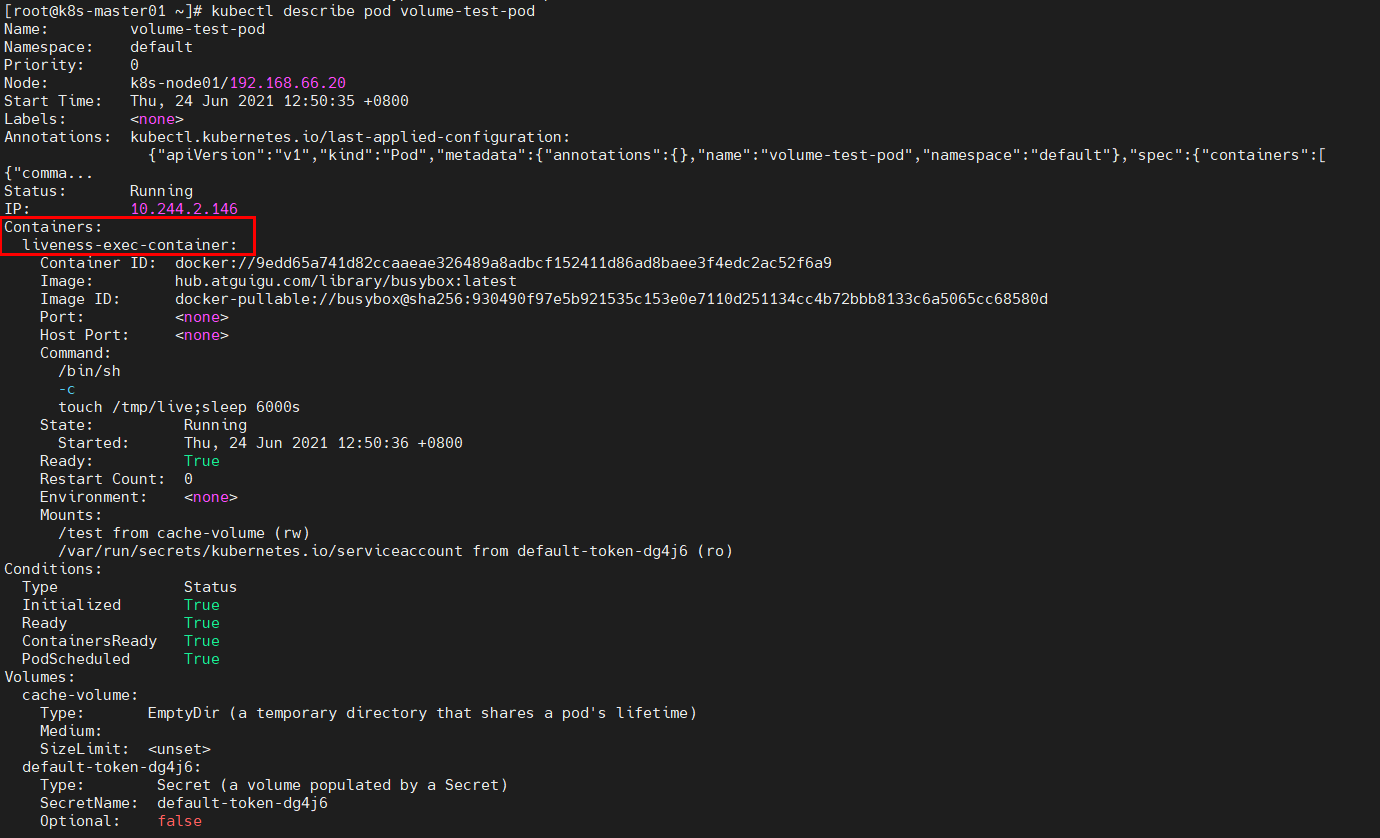 [root@k8s-master01 ~]# kubectl describe pod volume-test-pod
Name:         volume-test-pod
Namespace:    default
Priority:     0
Node:         k8s-node01/192.168.66.20
Start Time:   Thu, 24 Jun 2021 12:50:35 +0800
Labels:       <none>
Annotations:  kubectl.kubernetes.io/last-applied-configuration:
                {"apiVersion":"v1","kind":"Pod","metadata":{"annotations":{},"name":"volume-test-pod","namespace":"default"},"spec":{"containers":[
{"comma...
Status:       Running
IP:           10.244.2.146
Containers:
  liveness-exec-container:
    Container ID:  docker://9edd65a741d82ccaaeae326489a8adbcf152411d86ad8baee3f4edc2ac52f6a9
    Image:         hub.atguigu.com/library/busybox:latest
    Image ID:      docker-pullable://busybox@sha256:930490f97e5b921535c153e0e7110d251134cc4b72bbb8133c6a5065cc68580d
    Port:          <none>
    Host Port:     <none>
    Command:
      /bin/sh
      -c
      touch /tmp/live;sleep 6000s
    State:          Running
      Started:      Thu, 24 Jun 2021 12:50:36 +0800
    Ready:          True
    Restart Count:  0
    Environment:    <none>
    Mounts:
      /test from cache-volume (rw)
      /var/run/secrets/kubernetes.io/serviceaccount from default-token-dg4j6 (ro)
Conditions:
  Type              Status
  Initialized       True
  Ready             True
  ContainersReady   True
  PodScheduled      True
Volumes:
  cache-volume:
    Type:       EmptyDir (a temporary directory that shares a pod's lifetime)
    Medium:
    SizeLimit:  <unset>
  default-token-dg4j6:
    Type:        Secret (a volume populated by a Secret)
    SecretName:  default-token-dg4j6
    Optional:    false